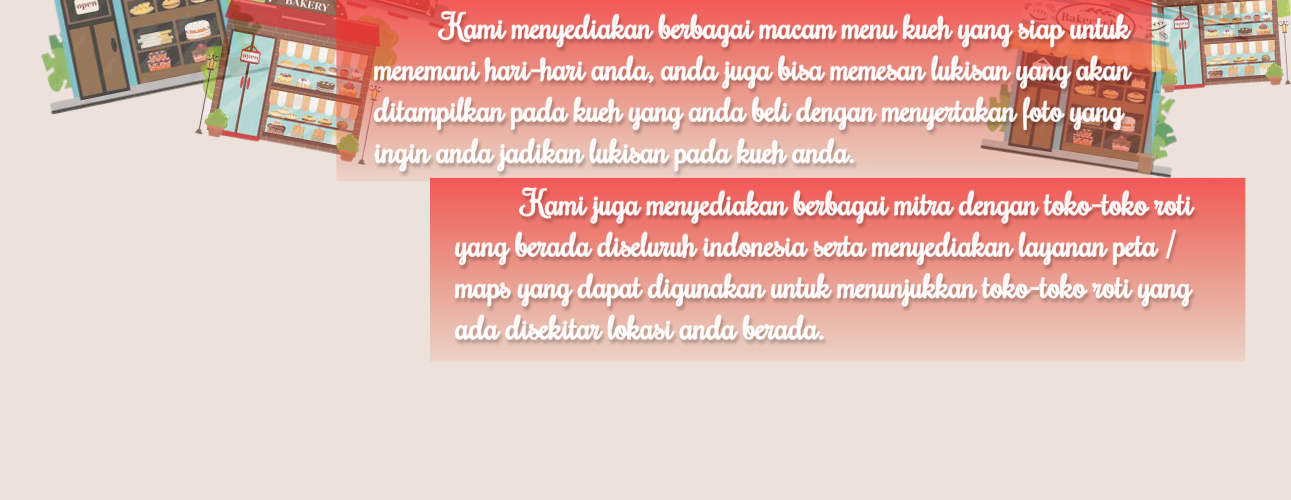 open
BAKERY
open
Bakery
Kami menyediakan berbagai macam menu kueh yang siap untuk
menemani hari-hari anda, anda juga bisa memesan lukisan yang akan
ditampilkan pada kueh yang anda beli dengan menyertakan foto yang
ingin anda jadikan lukisan pada kueh anda.
Kami juga menyediakan berbagai mitra dengan toko-toko roti
yang berada diseluruh indonesia serta menyediakan layanan peta /
maps yang dapat digunakan untuk menunjukkan toko-toko roti yang
ada disekitar lokasi anda berada.